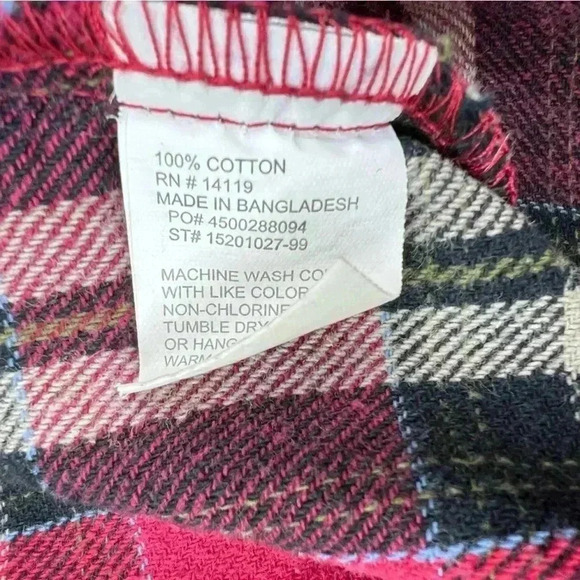 100% COTTON
RN # 14119
MADE IN BANGLADESH
PO# 4500288094
ST# 15201027-99
MACHINE WASH
WITH LIKE COLOR
NON-CHLORINE
TUMBLE DRY
OR HANG
WARM